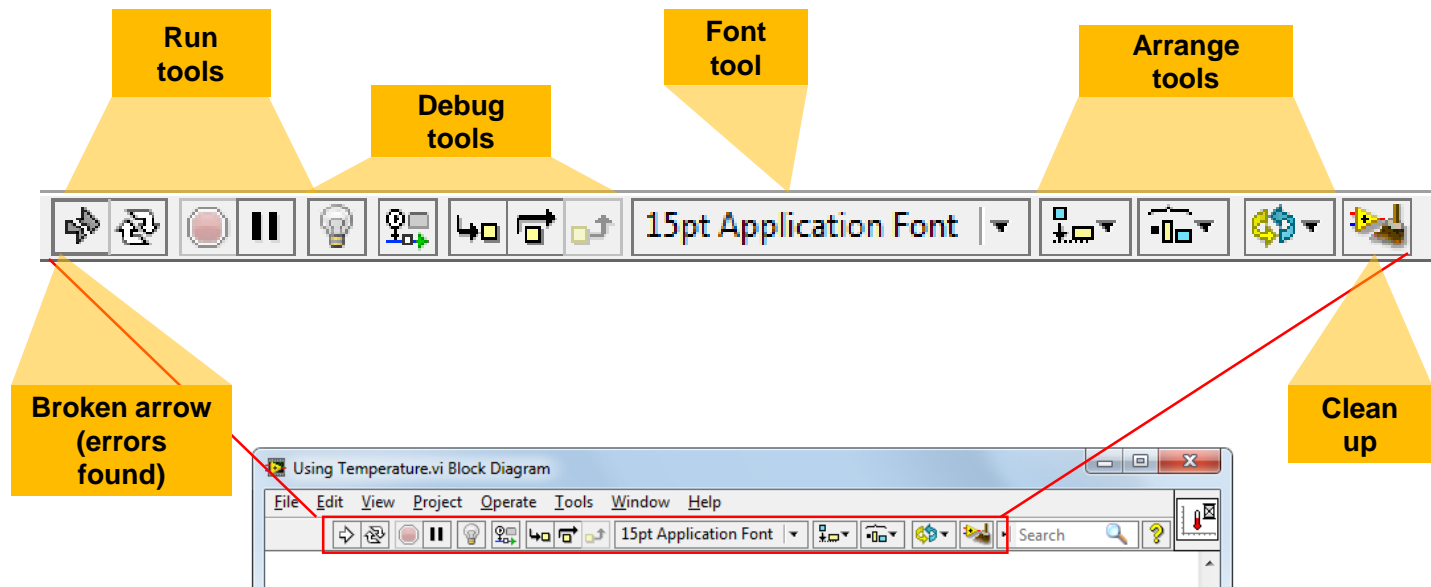 Run
tools
Font
tool
Arrange
tools
Debug
tools
15pt Application Font
Broken arrow
(errors
found)
Clean
up
Using Temperature.vi Block Diagram
File Edit View Project Operate Tools Window Help
15pt Application Font
Search